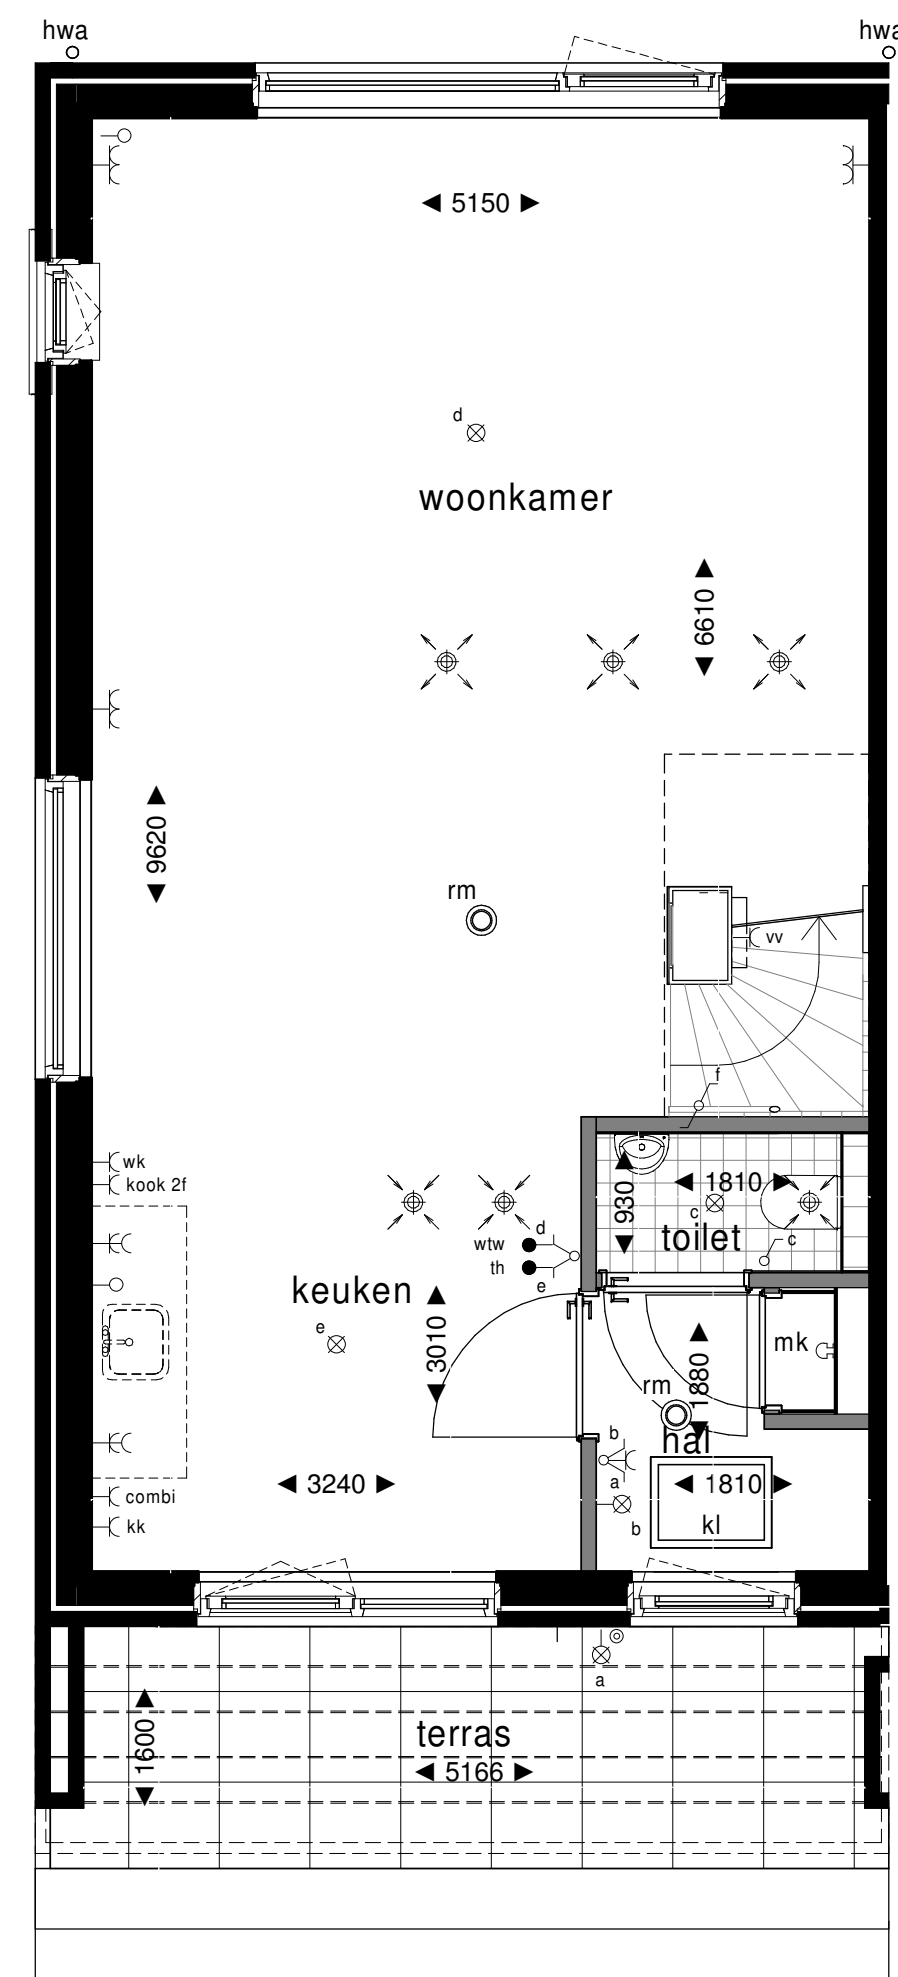 hwa
hwa
5150
d
woonkamer
6610
9620
rm
vv
f
wk
kook 2f
930
1810
c
toilet
c
d
wtw
th
e
keuken
3010
e
mk
1880
rm
hal
b
a
b
3240
1810
combi
kk
kl
a
terras
1600
5166